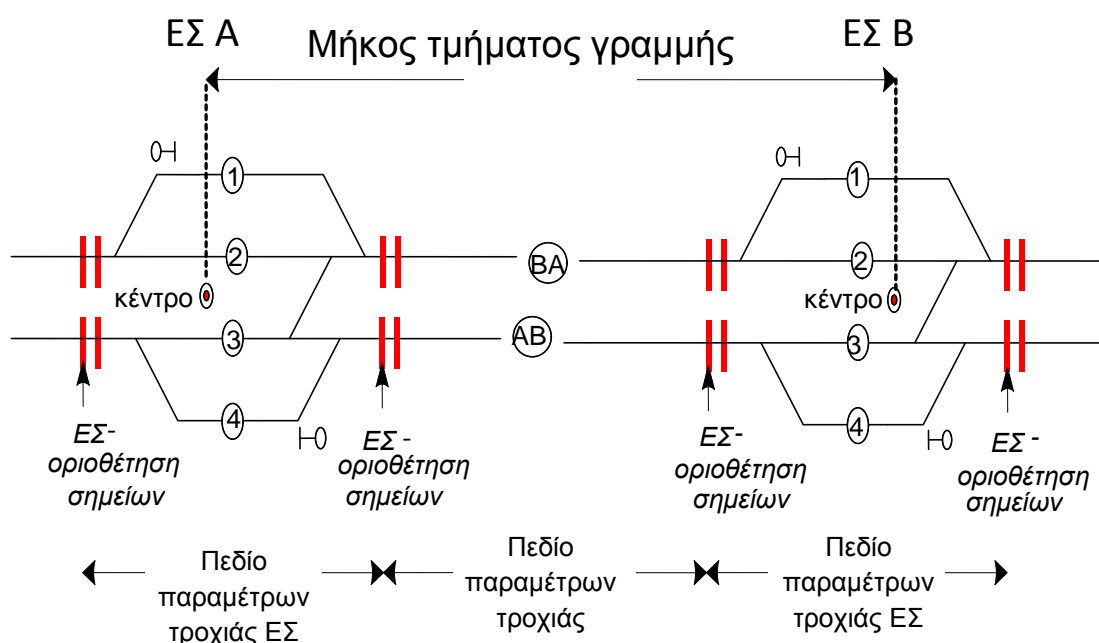 ΕΣ Α
Μήκος τμήματος γραμμής
ΕΣ Β
1
1
2
ΒΑ
2
κέντρο
κέντρο
3
ΑΒ
3
4
4
ΕΣ-
οριοθέτηση
σημείων
ΕΣ -
οριοθέτηση
σημείων
ΕΣ-
οριοθέτηση
σημείων
ΕΣ -
οριοθέτηση
σημείων
Πεδίο
παραμέτρων
τροχιάς ΕΣ
Πεδίο
παραμέτρων
τροχιάς
Πεδίο
παραμέτρων
τροχιάς ΕΣ